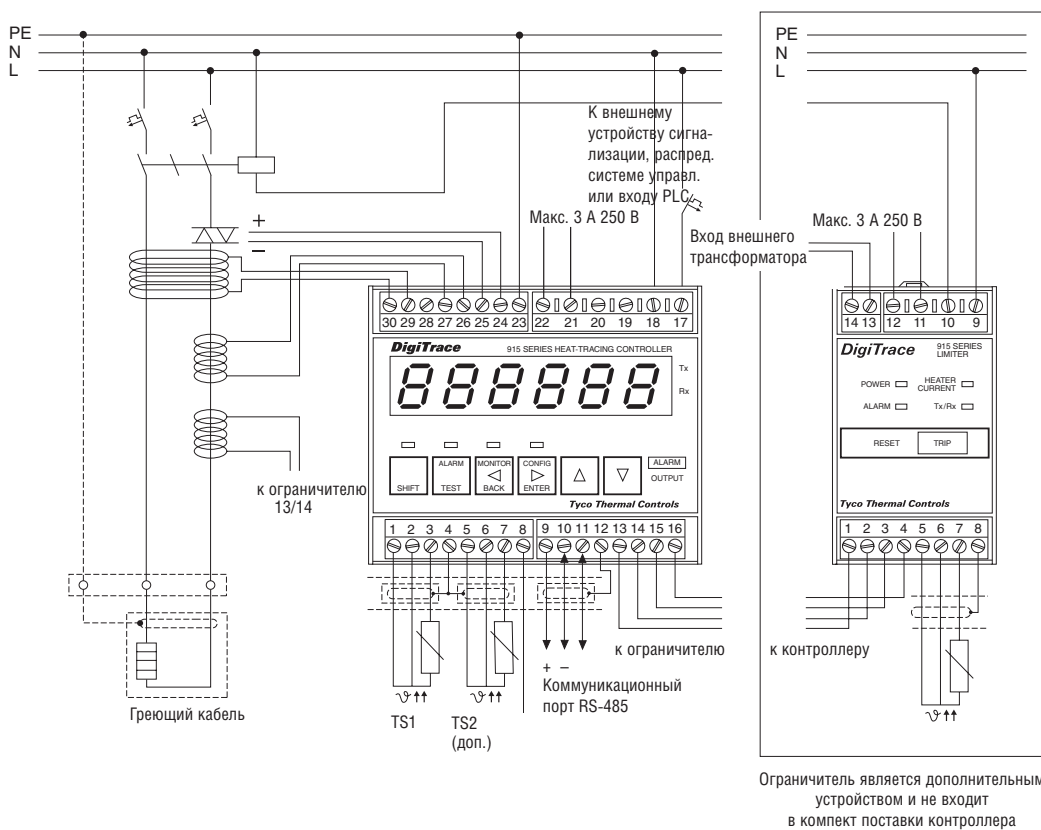 PE
N
L
К внешнему
устройству сигна-
лизации, распред.
системе управл.
или входу PLC
Макс. 3 А 250 В
+
–
30 29 28 27 26 25 24 23 22 21 20 19 18 17
DigiTrace 915 SERIES HEAT-TRACING CONTROLLER
888888
Tx
Rx
SHIFT
ALARM
TEST
MONITOR
BACK
CONFIG
ENTER
ALARM
OUTPUT
Tyco Thermal Controls
1 2 3 4 5 6 7 8 9 10 11 12 13 14 15 16
к ограничителю
13/14
Греющий кабель
TS1
TS2
(доп.)
+ –
Коммуникационный
порт RS-485
к ограничителю
PE
N
L
Вход внешнего
трансформатора
Макс. 3 А 250 В
14 13 12 11 10 9
DigiTrace 915 SERIES
LIMITER
POWER
HEATER
CURRENT
ALARM
Tx/Rx
RESET TRIP
Tyco Thermal Controls
1 2 3 4 5 6 7 8
к контроллеру
ϑ
ϑ
ϑ
Ограничитель является дополнительным
устройством и не входит
в компект поставки контроллера